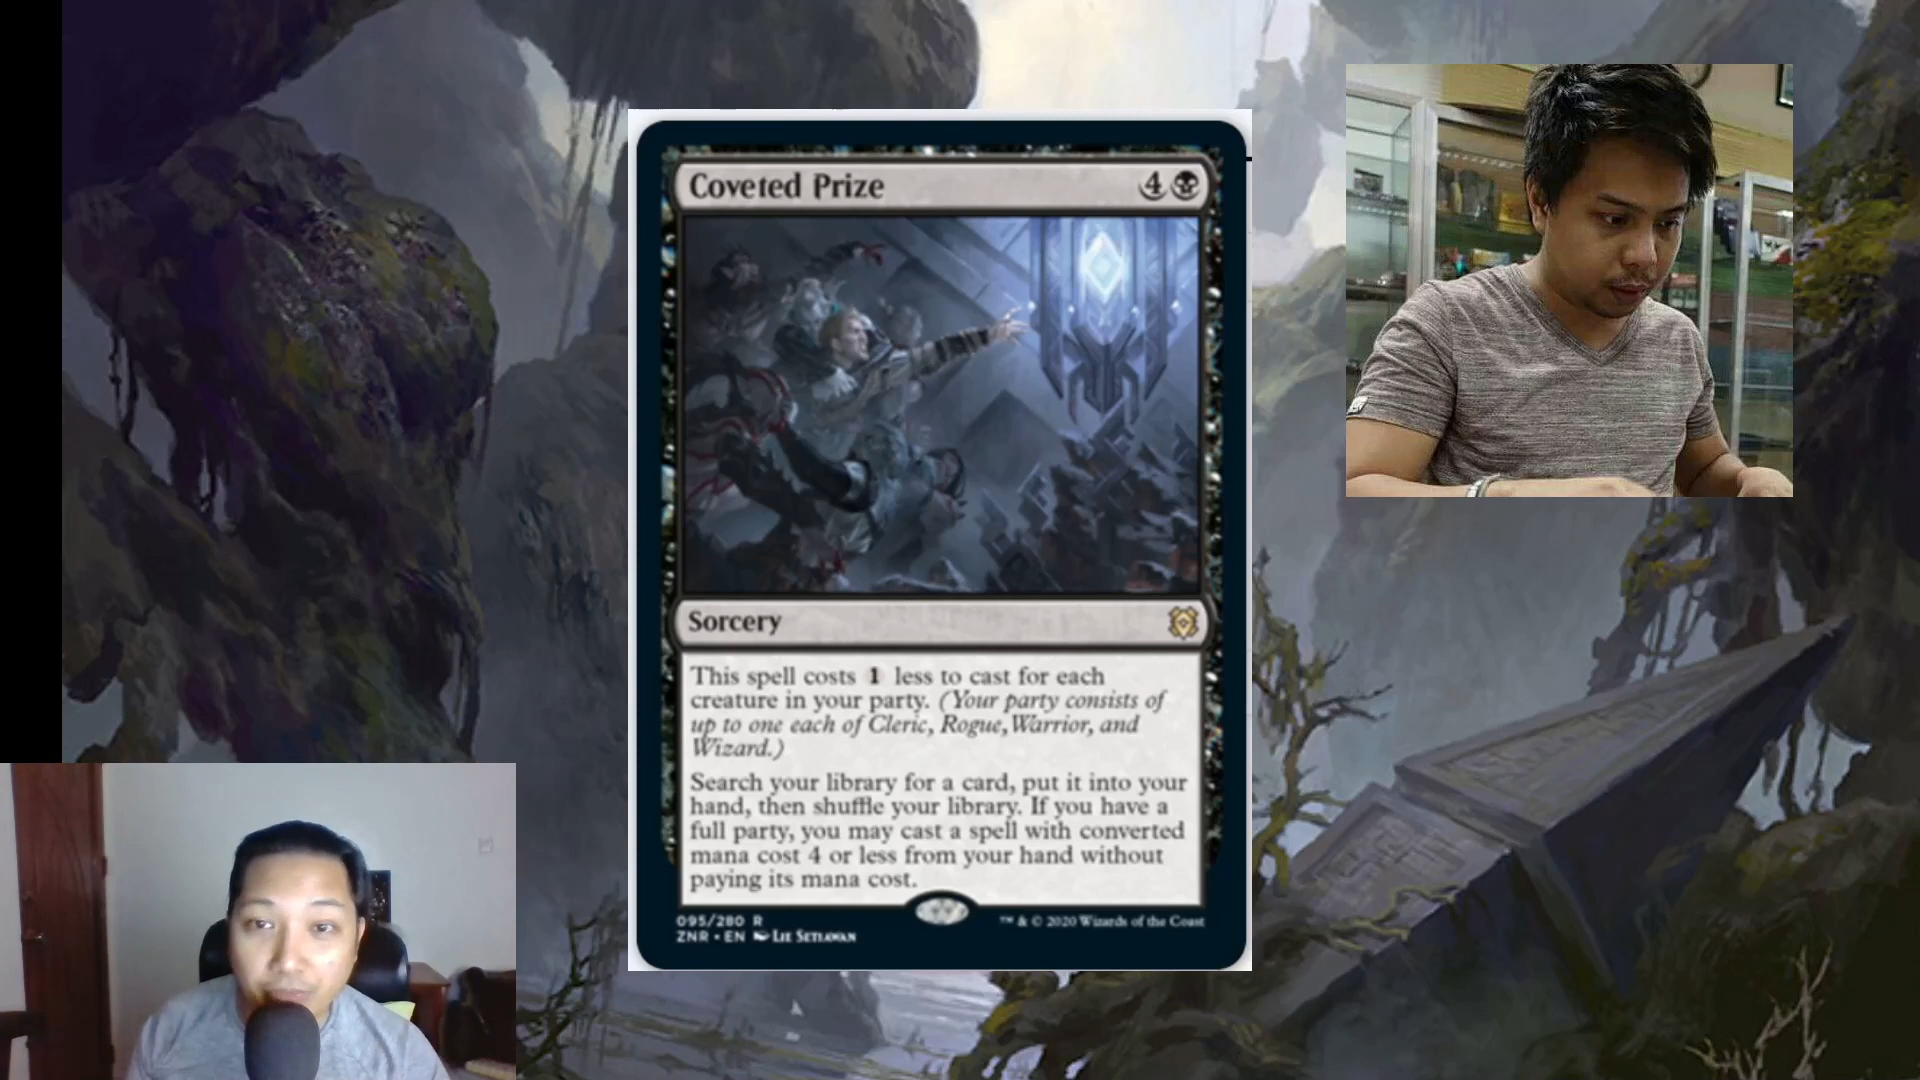 Coveted Prize 4
Sorcery
This spell costs 1 less to cast for each
creature in your party. (Your party consists of
up to one each of Cleric, Rogue, Warrior, and
Wizard.)
Search your library for a card, put it into your
hand, then shuffle your library. If you have a
full party, you may cast a spell with converted
mana cost 4 or less from your hand without
paying its mana cost.
095/280 R
ZNR • EN Lie Setiawan
™ & © 2020 Wizards of the Coast